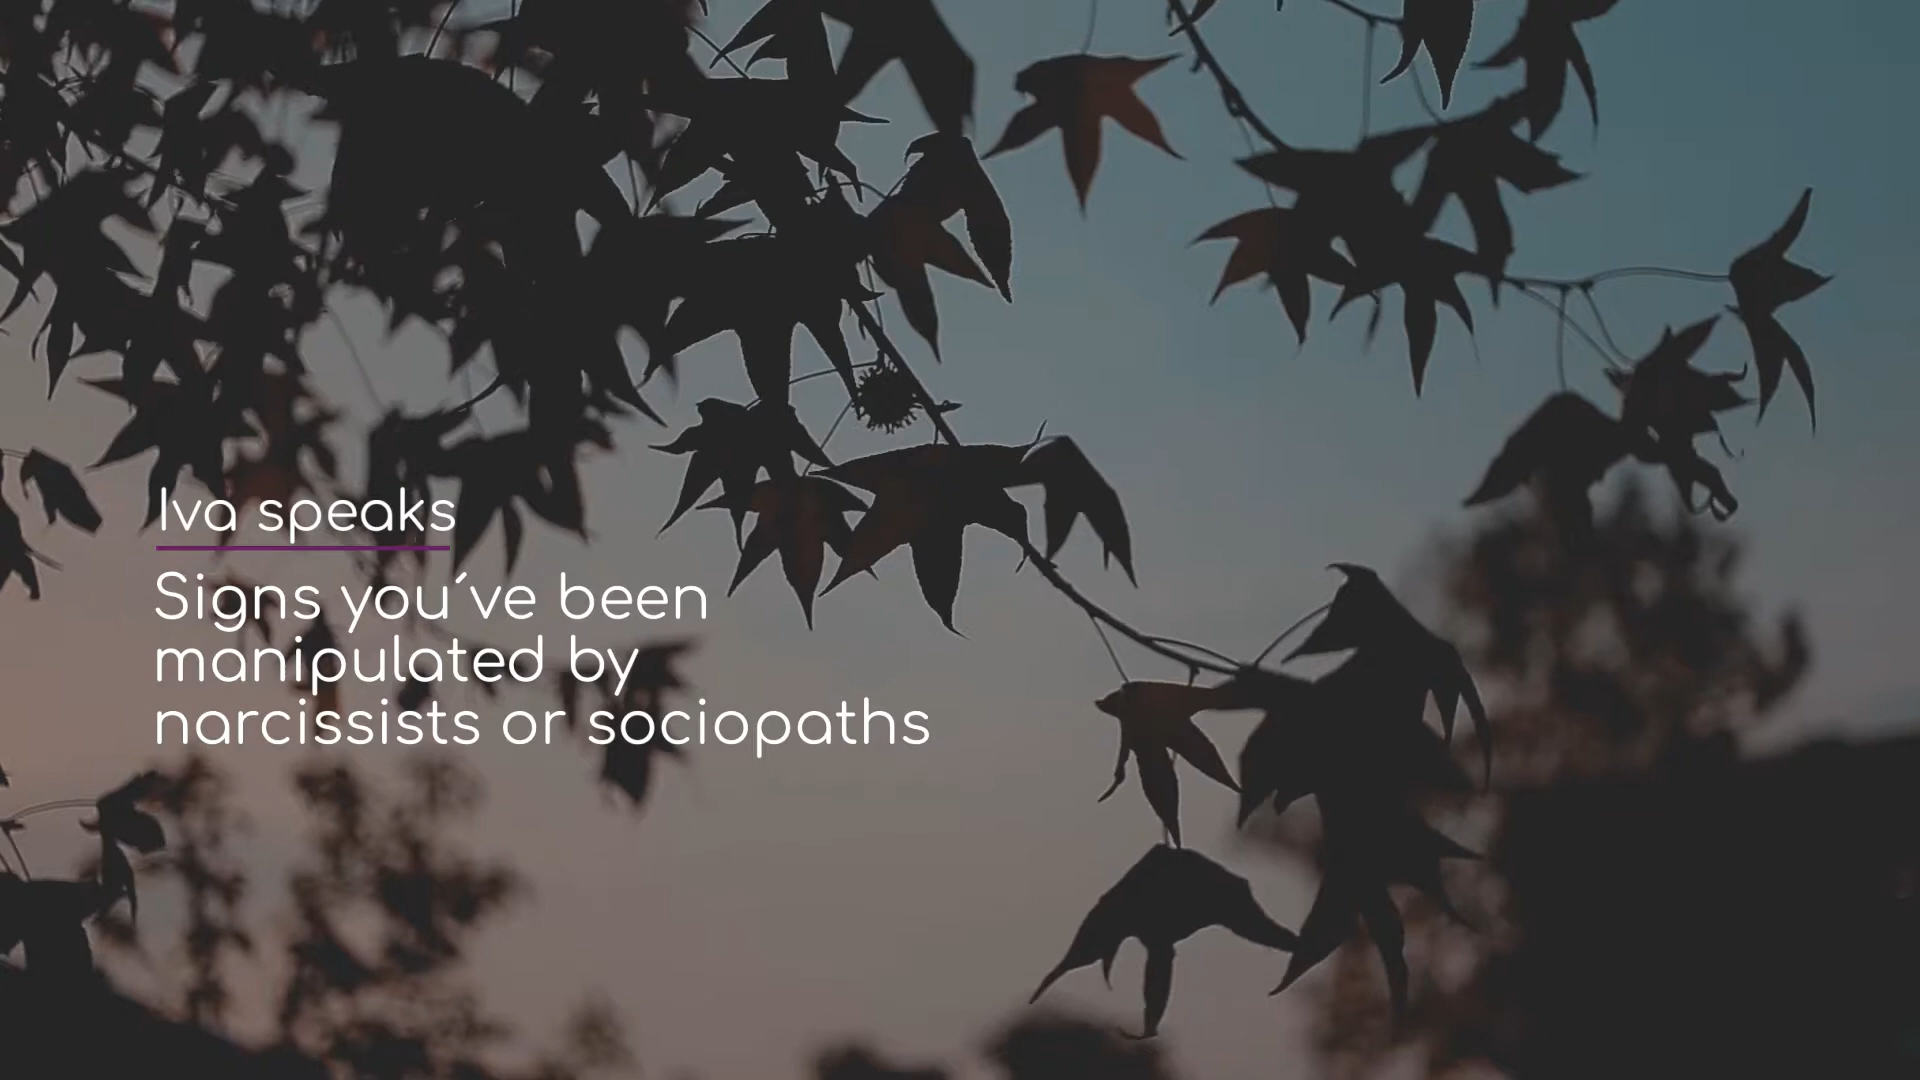 Iva speaks
Signs you´ve been
manipulated by
narcissists or sociopaths